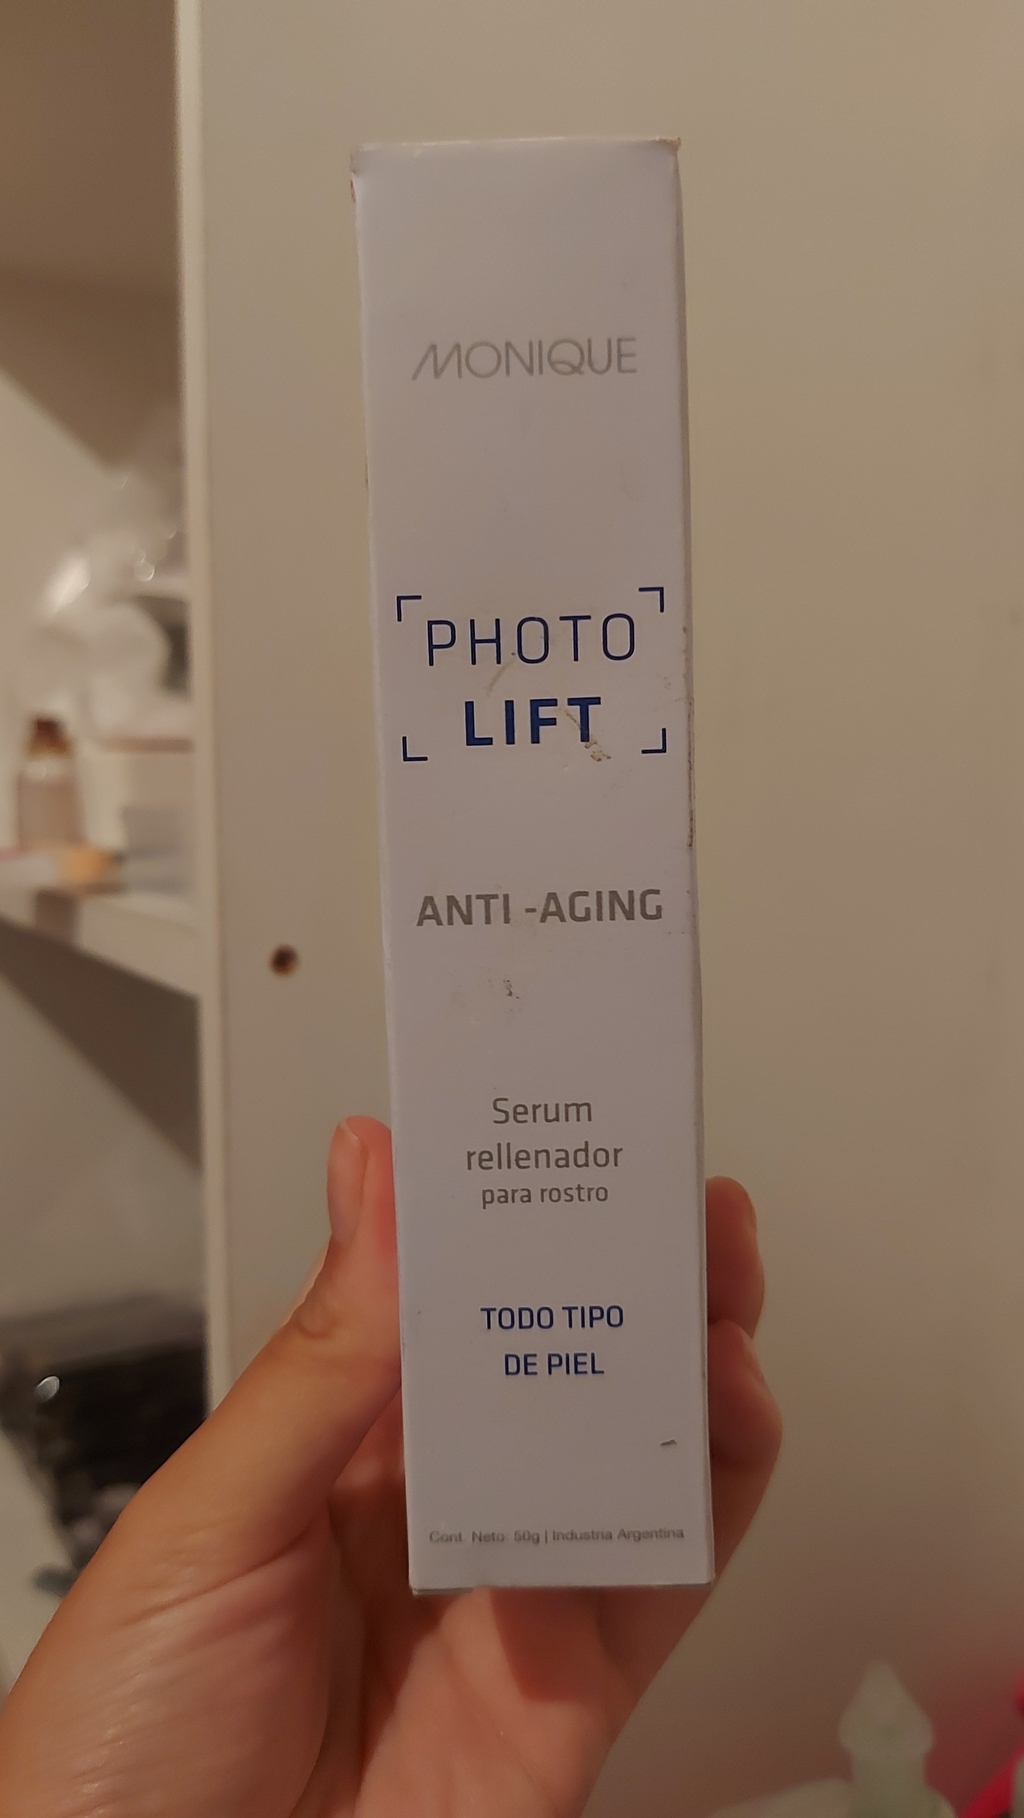 MONIQUE
PHOTO
LIFT
ANTI -AGING
Serum
rellenador
para rostro
TODO TIPO
DE PIEL
Cont. Neto: 50g | Industria Argentina